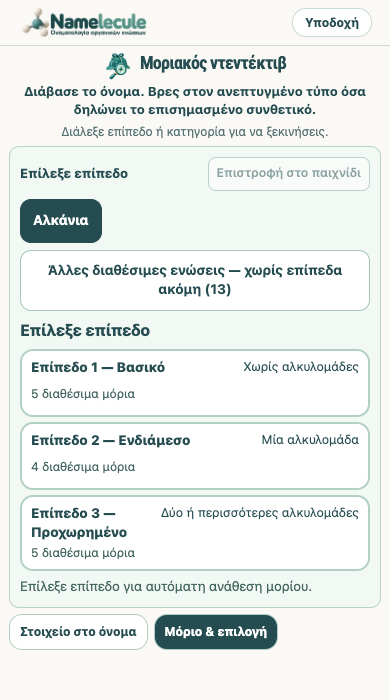 Namelecule
Ονοματολογία οργανικών ενώσεων
Υποδοχή
Μοριακός ντεντέκτιβ
Διάβασε το όνομα. Βρες στον ανεπτυγμένο τύπο όσα
δηλώνει το επισημασμένο συνθετικό.
Διάλεξε επίπεδο ή κατηγορία για να ξεκινήσεις.
Επίλεξε επίπεδο
Επιστροφή στο παιχνίδι
Αλκάνια
Άλλες διαθέσιμες ενώσεις — χωρίς επίπεδα
ακόμη (13)
Επίλεξε επίπεδο
Επίπεδο 1 — Βασικό
Χωρίς αλκυλομάδες
5 διαθέσιμα μόρια
Επίπεδο 2 — Ενδιάμεσο
Μία αλκυλομάδα
4 διαθέσιμα μόρια
Επίπεδο 3 —
Προχωρημένο
Δύο ή περισσότερες αλκυλομάδες
5 διαθέσιμα μόρια
Επίλεξε επίπεδο για αυτόματη ανάθεση μορίου.
Στοιχείο στο όνομα
Μόριο & επιλογή